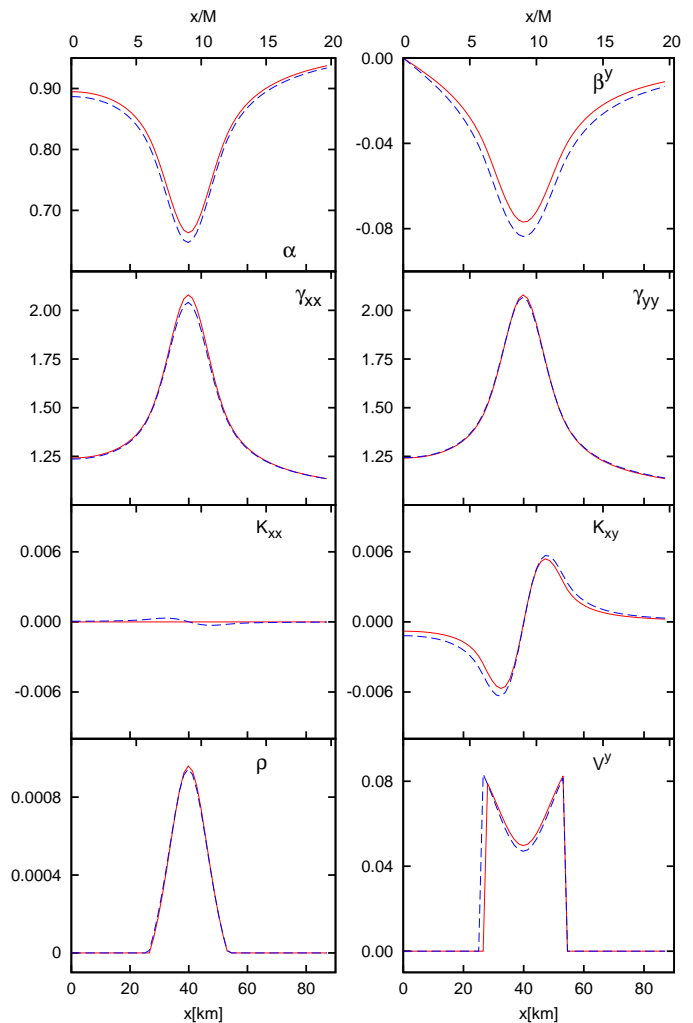 x/M x/M
0 5 10 15 20 0 5 10 15 20
0.90 0.00
β^y
0.80 -0.04
0.70 -0.08
α
γ_xx γ_yy
2.00 2.00
1.75 1.75
1.50 1.50
1.25 1.25
K_xx K_xy
0.006 0.006
0.000 0.000
-0.006 -0.006
ρ V^y
0.0008 0.08
0.0004 0.04
0 0.00
0 20 40 60 80 0 20 40 60 80
x[km] x[km]